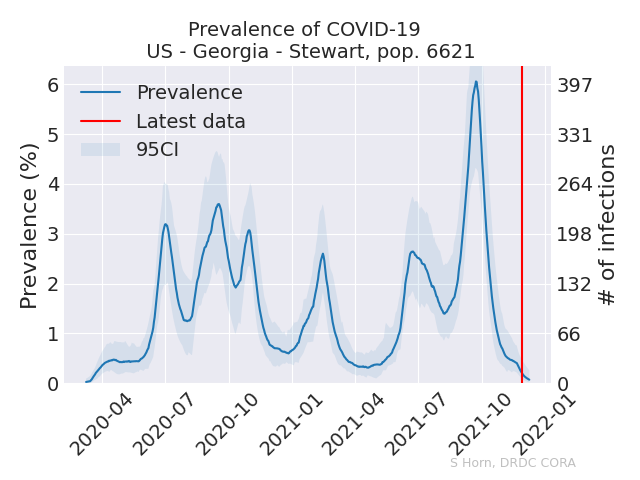 Prevalence of COVID-19
US - Georgia - Stewart, pop. 6621
Prevalence
Latest data
95CI
Prevalence (%)
6
5
4
3
2
1
0
397
331
264
198
132
66
0
# of infections
2020-04
2020-07
2020-10
2021-01
2021-04
2021-07
2021-10
2022-01
S Horn, DRDC CORA